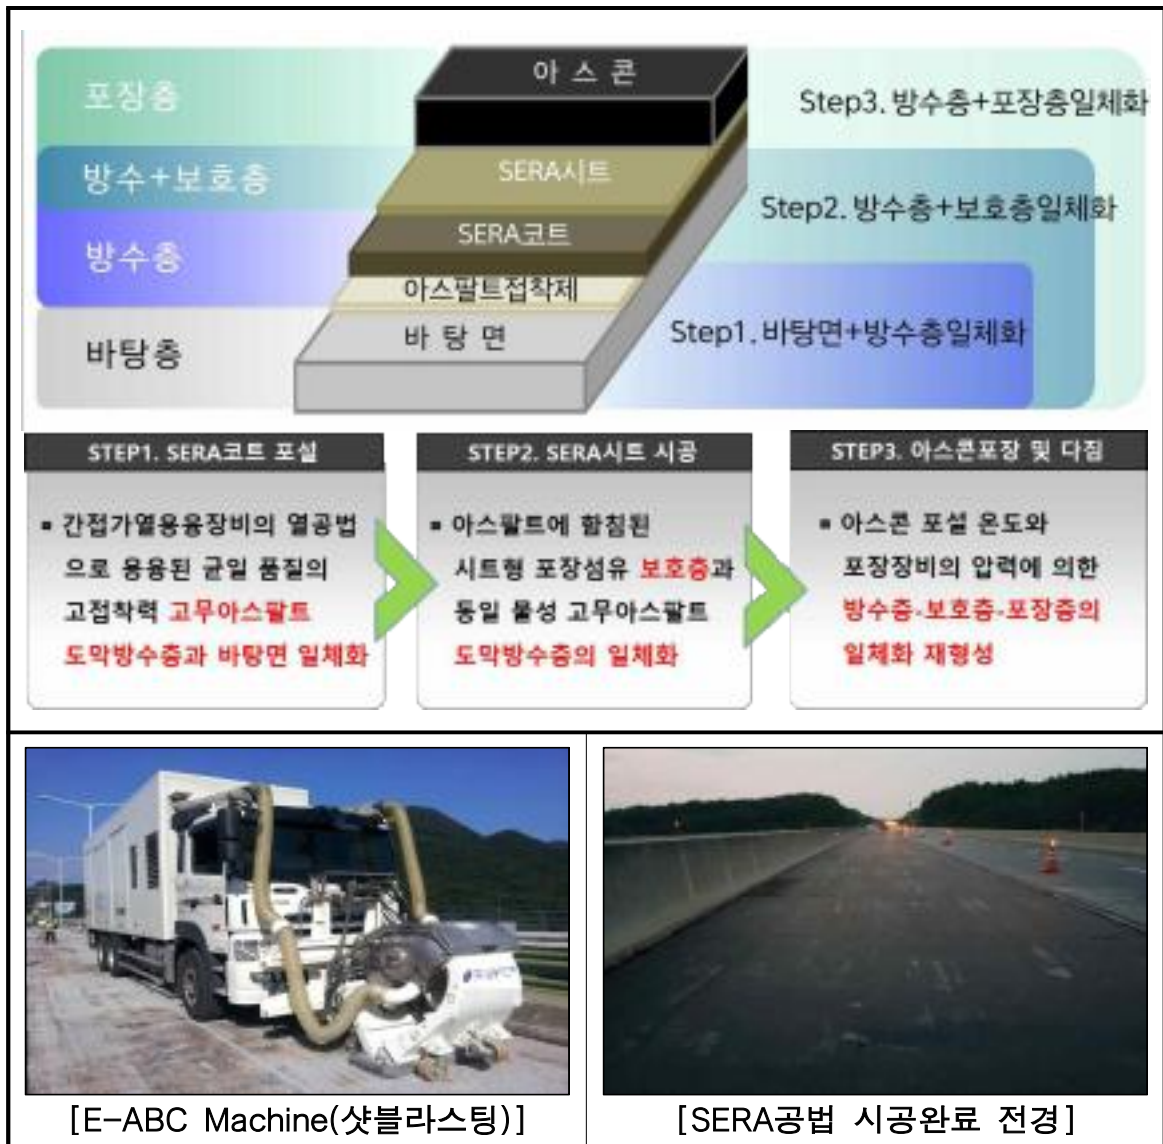 포장층
방수+보호층
방수층
바탕층
아 스 콘
SERA시트
SERA코트
아스팔트접착제
바 탕 면
Step3. 방수층+포장층일체화
Step2. 방수층+보호층일체화
Step1. 바탕면+방수층일체화
STEP1. SERA코트 포설
▪ 간접가열용융장비의 열공법
으로 용융된 균일 품질의
고접착력 고무아스팔트
도막방수층과 바탕면 일체화
STEP2. SERA시트 시공
▪ 아스팔트에 함침된
시트형 포장섬유 보호층과
동일 물성 고무아스팔트
도막방수층의 일체화
STEP3. 아스콘포장 및 다짐
▪ 아스콘 포설 온도와
포장장비의 압력에 의한
방수층-보호층-포장층의
일체화 재형성
[E-ABC Machine(샷블라스팅)]
[SERA공법 시공완료 전경]